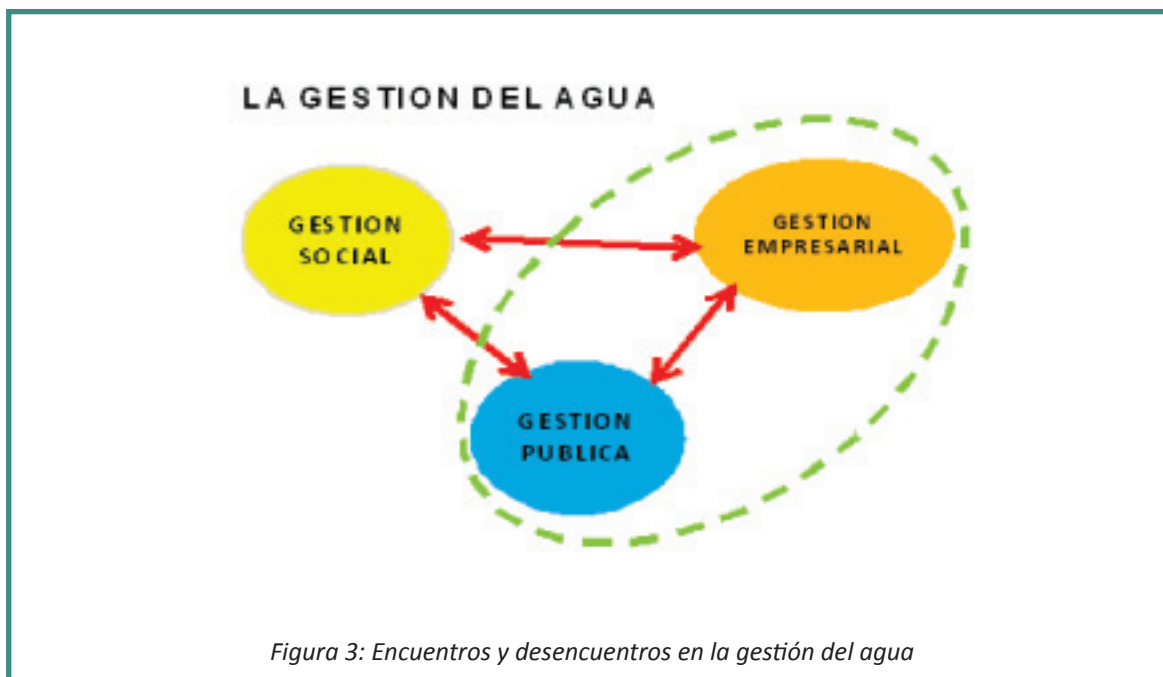 LA GESTION DEL AGUA
GESTION
SOCIAL
GESTION
EMPRESARIAL
GESTION
PUBLICA
Figura 3: Encuentros y desencuentros en la gestión del agua